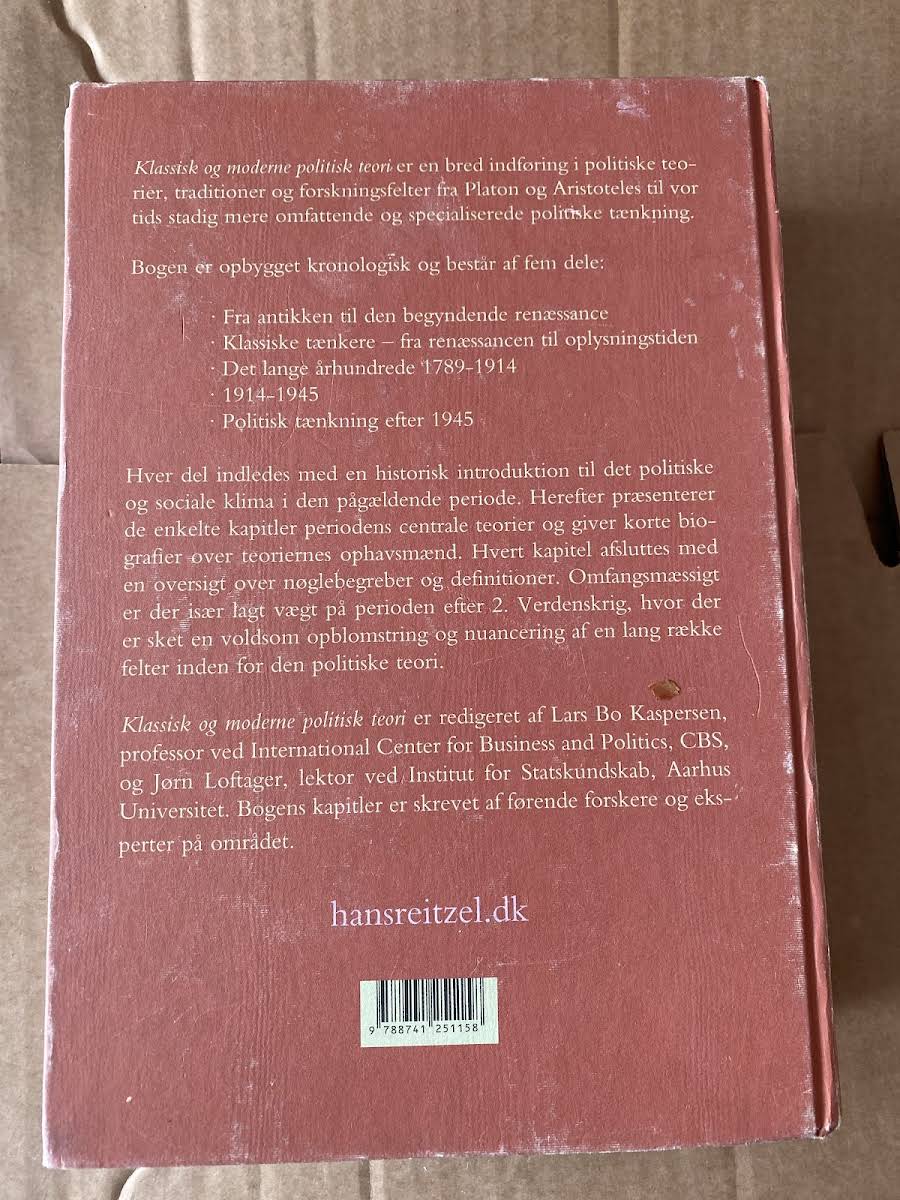 Klassisk og moderne politisk teori er en bred indføring i politiske teo-
rier, traditioner og forskningsfelter fra Platon og Aristoteles til vor
tids stadig mere omfattende og specialiserede politiske tænkning.
Bogen er opbygget kronologisk og består af fem dele:
· Fra antikken til den begyndende renæssance
· Klassiske tænkere – fra renæssancen til oplysningstiden
· Det lange århundrede 1789-1914
· 1914-1945
· Politisk tænkning efter 1945
Hver del indledes med en historisk introduktion til det politiske
og sociale klima i den pågældende periode. Herefter præsenterer
de enkelte kapitler periodens centrale teorier og giver korte bio-
grafier over teoriernes ophavsmænd. Hvert kapitel afsluttes med
en oversigt over nøglebegreber og definitioner. Omfangsmæssigt
er der især lagt vægt på perioden efter 2. Verdenskrig, hvor der
er sket en voldsom opblomstring og nuancering af en lang række
felter inden for den politiske teori.
Klassisk og moderne politisk teori er redigeret af Lars Bo Kaspersen,
professor ved International Center for Business and Politics, CBS,
og Jørn Loftager, lektor ved Institut for Statskundskab, Aarhus
Universitet. Bogens kapitler er skrevet af førende forskere og eks-
perter på området.
hansreitzel.dk
9 788741 251158